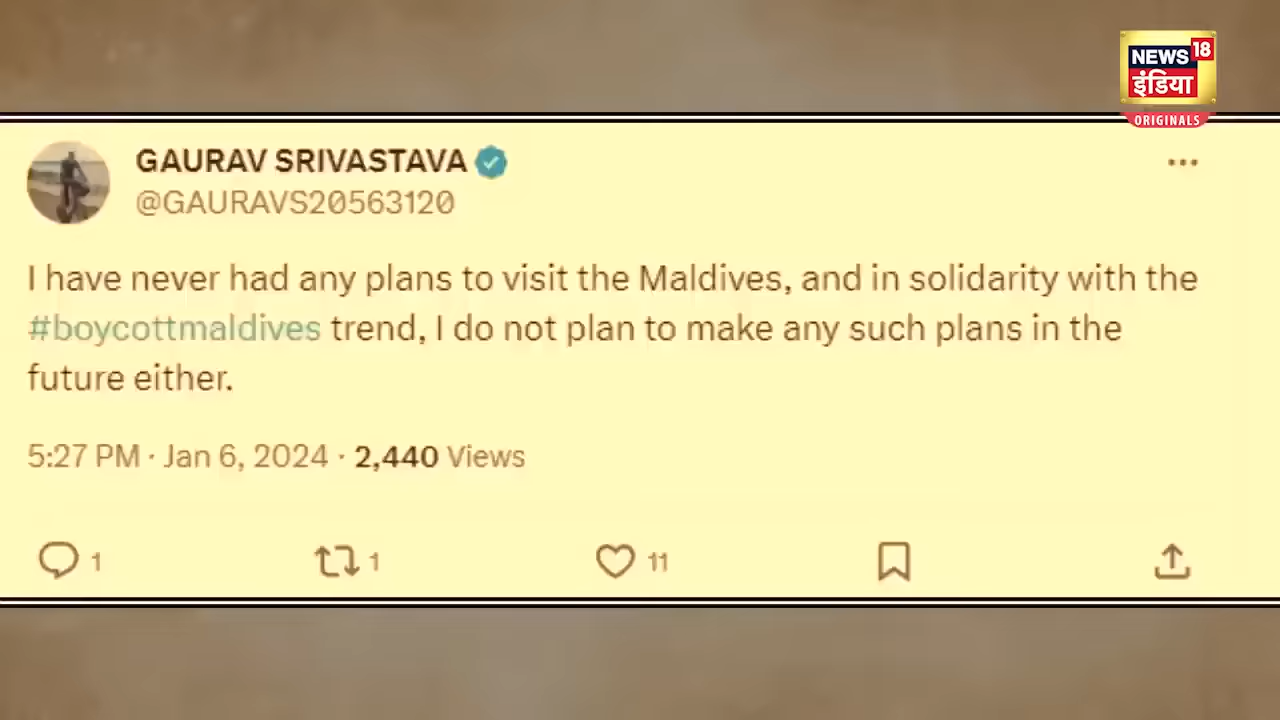 NEWS 18
इंडिया
ORIGINALS
GAURAV SRIVASTAVA
@GAURAVS20563120
I have never had any plans to visit the Maldives, and in solidarity with the
#boycottmaldives trend, I do not plan to make any such plans in the
future either.
5:27 PM · Jan 6, 2024 · 2,440 Views
1 1 11